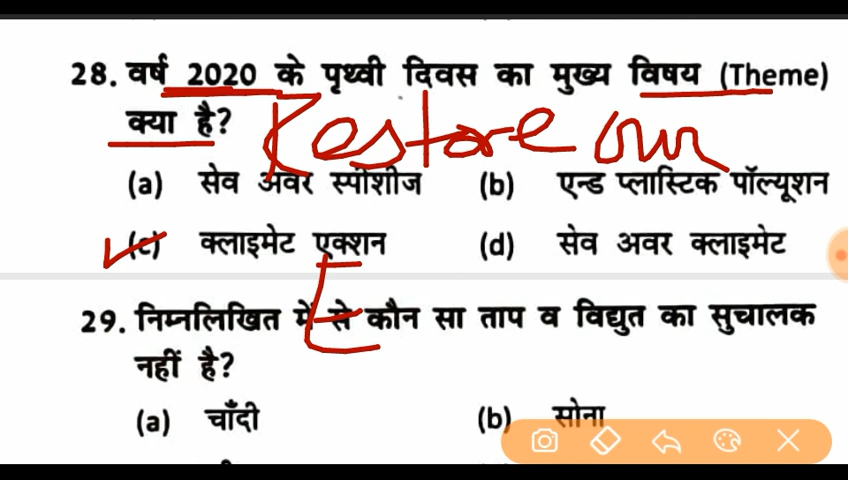 28. वर्ष 2020 के पृथ्वी दिवस का मुख्य विषय (Theme)
क्या है?
Restore our
(a) सेव अवर स्पीशीज (b) एन्ड प्लास्टिक पॉल्यूशन
(c) क्लाइमेट एक्शन (d) सेव अवर क्लाइमेट
E
29. निम्नलिखित में से कौन सा ताप व विद्युत का सुचालक
नहीं है?
(a) चाँदी (b) सोना